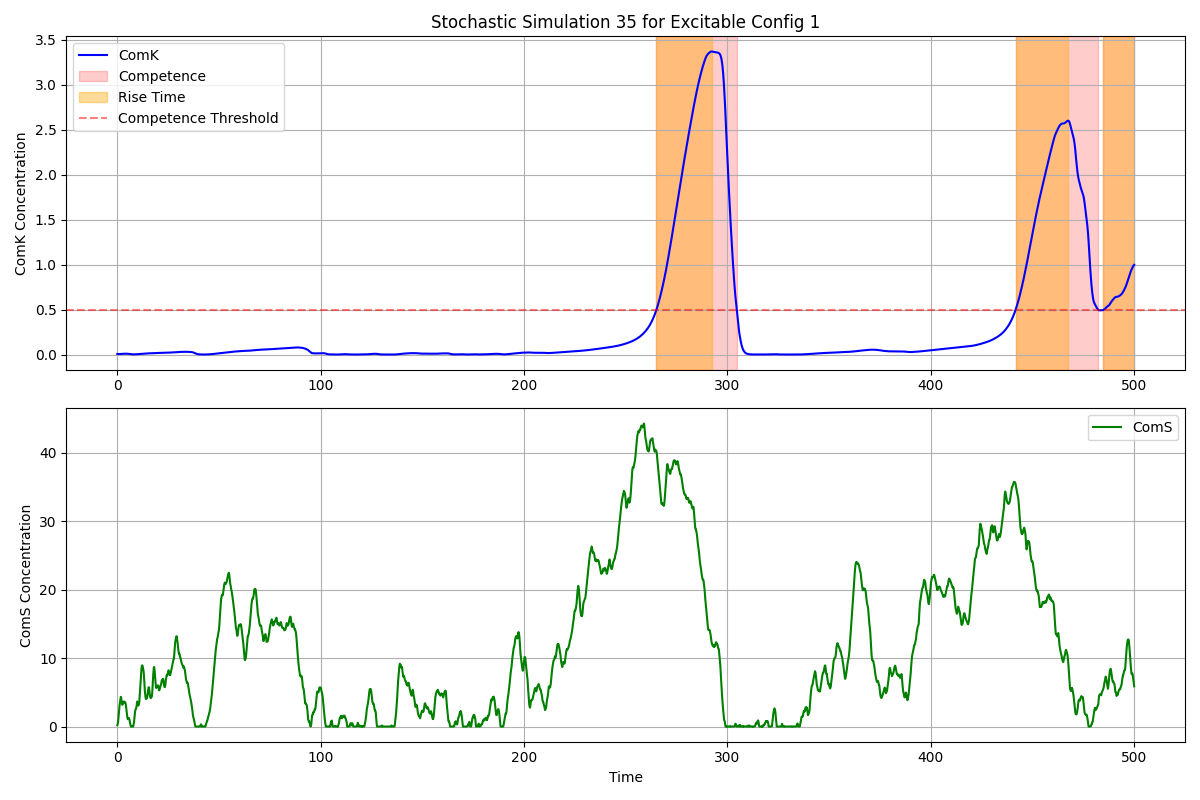 Stochastic Simulation 35 for Excitable Config 1
ComK Concentration
3.5
3.0
2.5
2.0
1.5
1.0
0.5
0.0
ComK
Competence
Rise Time
Competence Threshold
0 100 200 300 400 500
ComS Concentration
40
30
20
10
0
ComS
0 100 200 300 400 500
Time